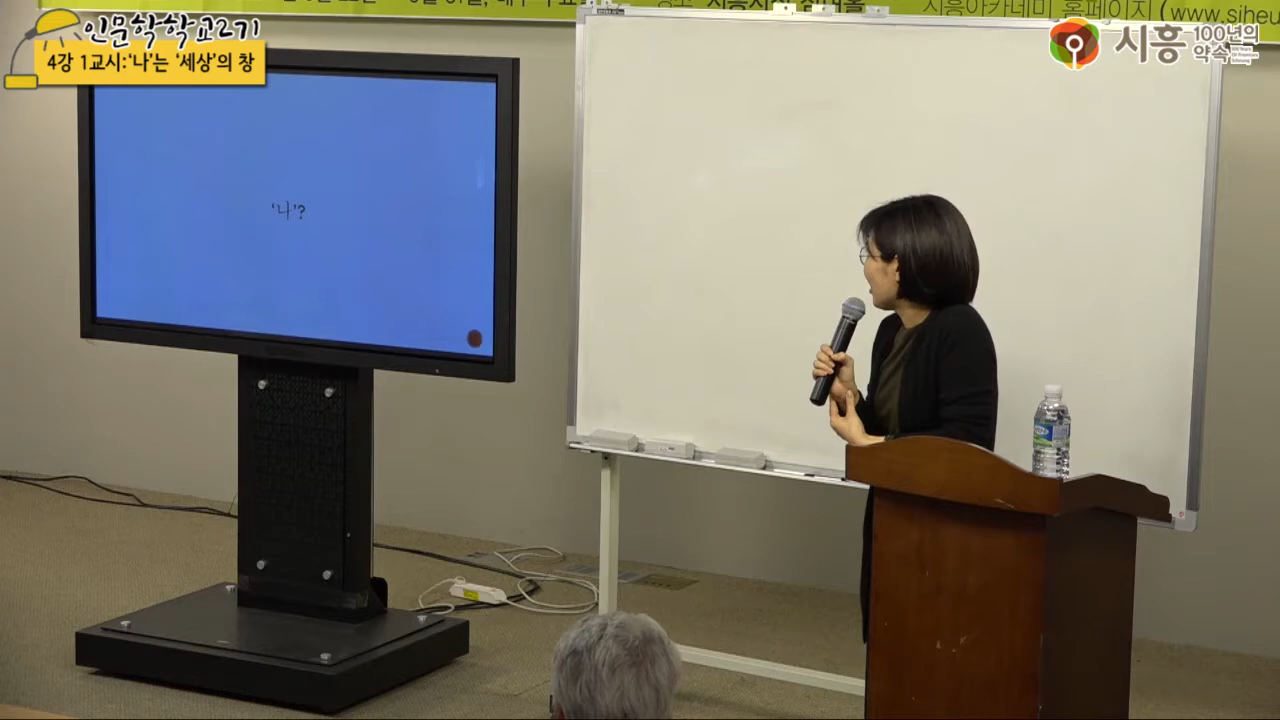 인문학학교2기
4강 1교시:'나'는 '세상'의 창
시흥아카데미 홈페이지 (www.siheu
시흥 100년의
약속
'나'?